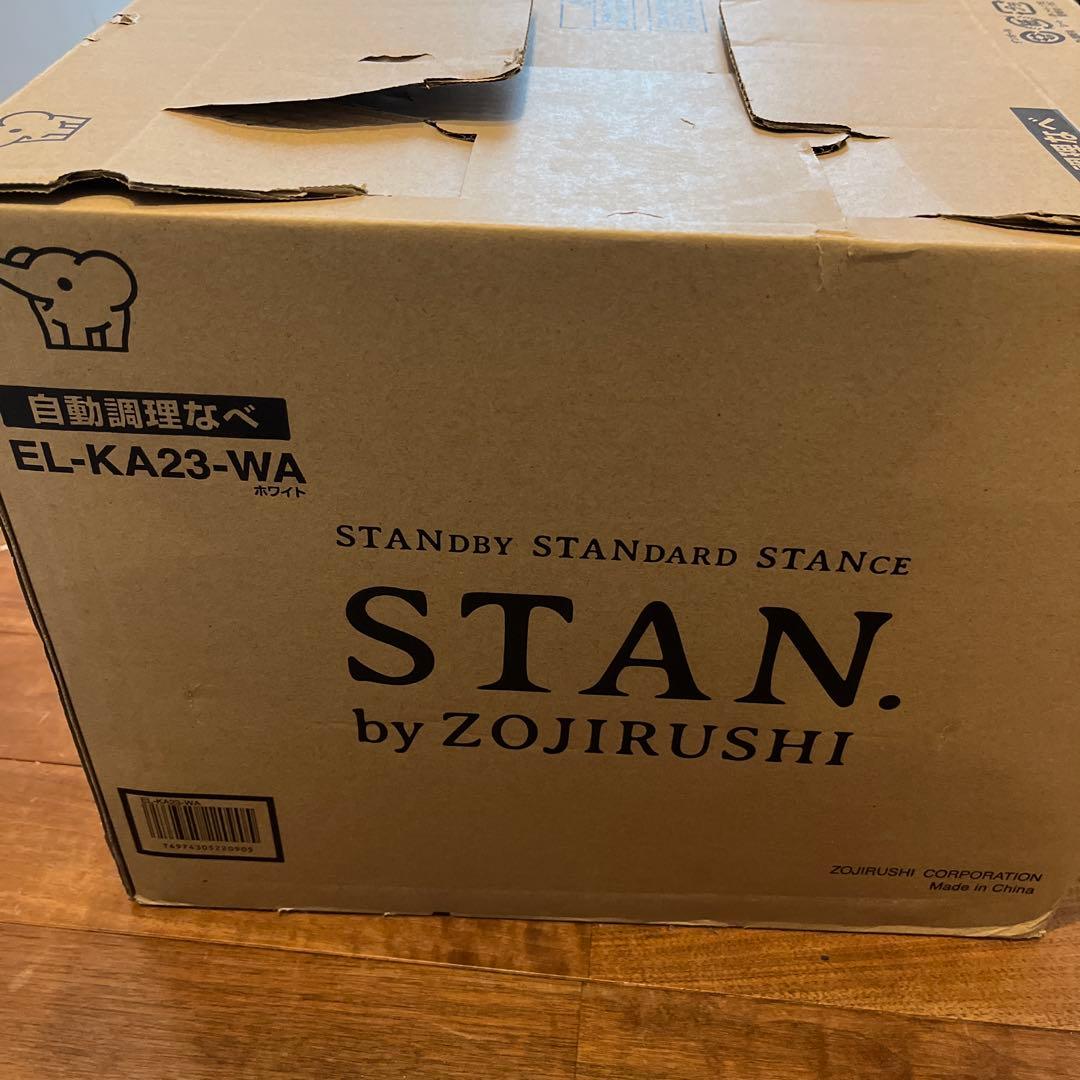 自動調理なべ
EL-KA23-WA
ホワイト
STANDBY STANDARD STANCE
STAN.
by ZOJIRUSHI
EL-KA23-WA
T4974305220905
ZOJIRUSHI CORPORATION
Made in China